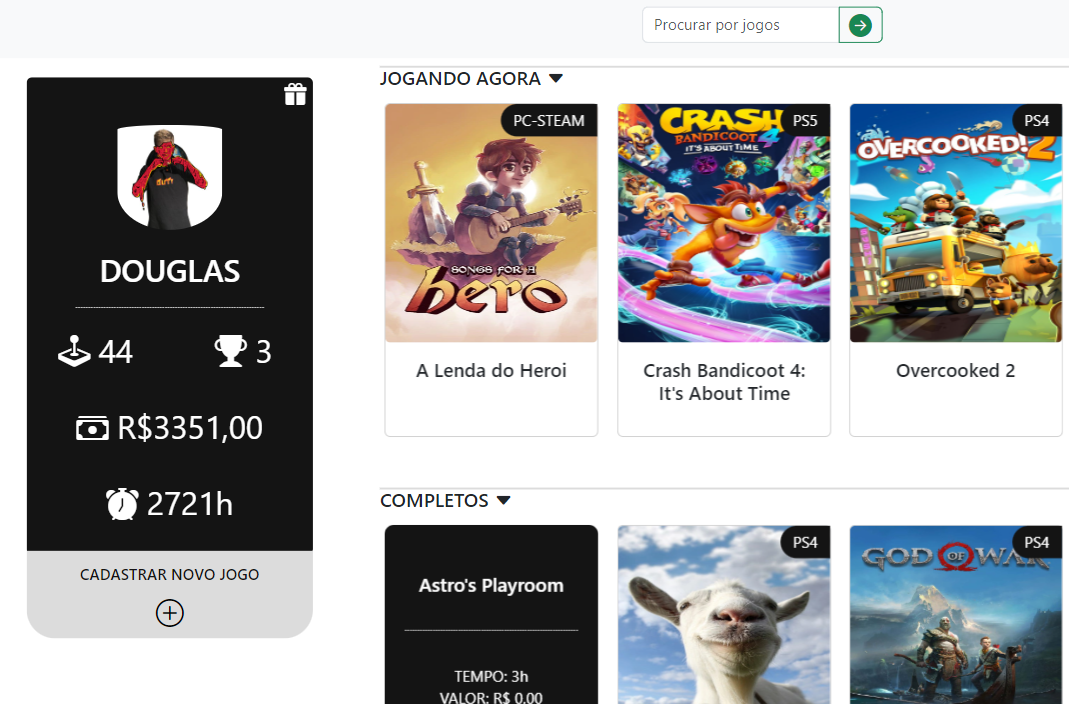 Procurar por jogos
DOUGLAS
44
3
R$3351,00
2721h
CADASTRAR NOVO JOGO
JOGANDO AGORA
PC-STEAM
SONGS FOR A
hero
A Lenda do Heroi
PS5
CRASH
BANDICOOT 4
IT'S ABOUT TIME
Crash Bandicoot 4:
It's About Time
PS4
OVERCOOKED! 2
Overcooked 2
COMPLETOS
Astro's Playroom
TEMPO: 3h
VALOR: R$ 0,00
PS4
PS4
GOD OF WAR